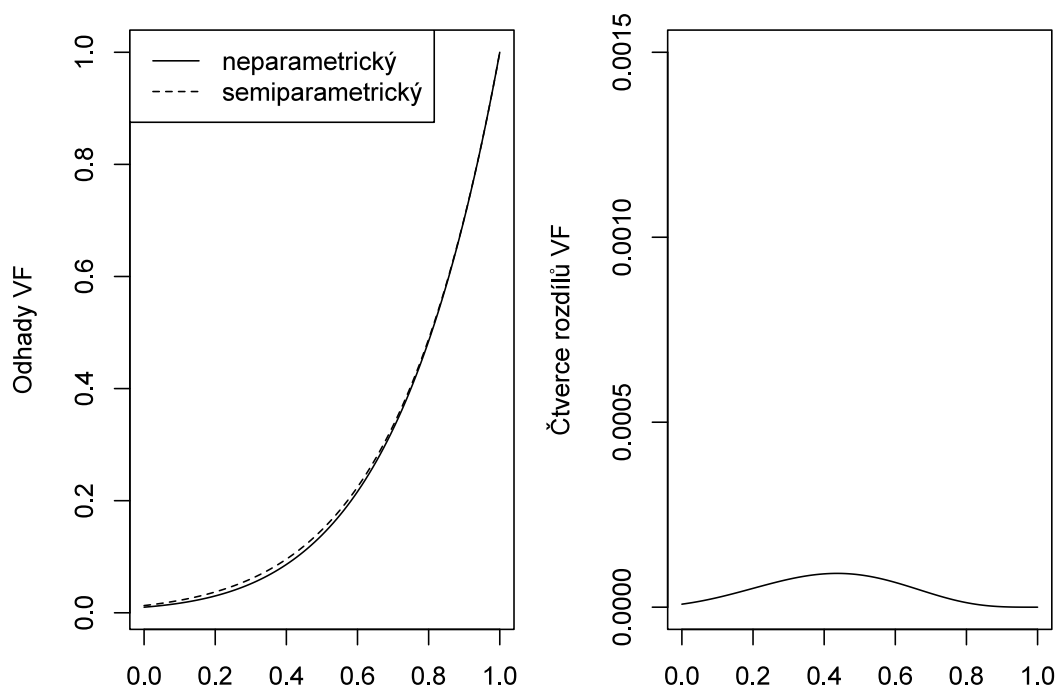 neparametrický
semiparametrický
Odhady VF
0.0
0.2
0.4
0.6
0.8
1.0
0.0 0.2 0.4 0.6 0.8 1.0
Čtverce rozdílů VF
0.0000
0.0005
0.0010
0.0015
0.0 0.2 0.4 0.6 0.8 1.0